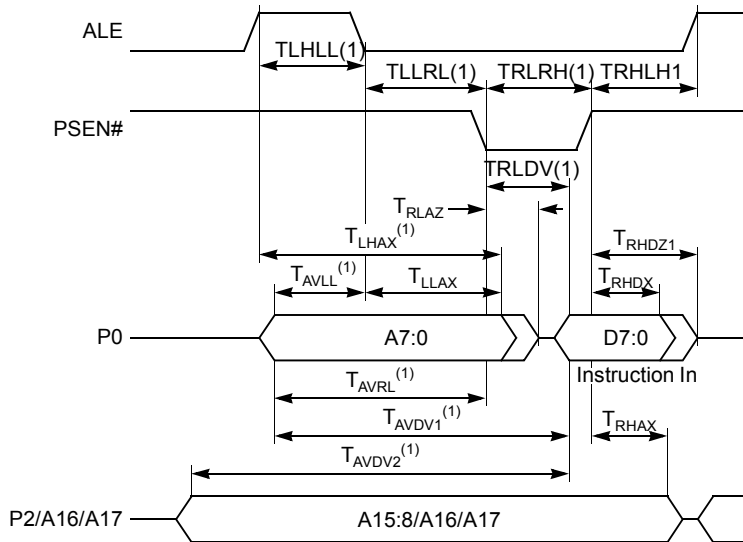 ALE
TLHLL(1)
TLLRL(1)
TRLRH(1)
TRHLH1
PSEN#
TRLDV(1)
TRLAZ
TLHAX(1)
TRHDZ1
TAVLL(1)
TLLAX
TRHDX
P0
A7:0
D7:0
Instruction In
TAVRL(1)
TAVDV1(1)
TRHAX
TAVDV2(1)
P2/A16/A17
A15:8/A16/A17